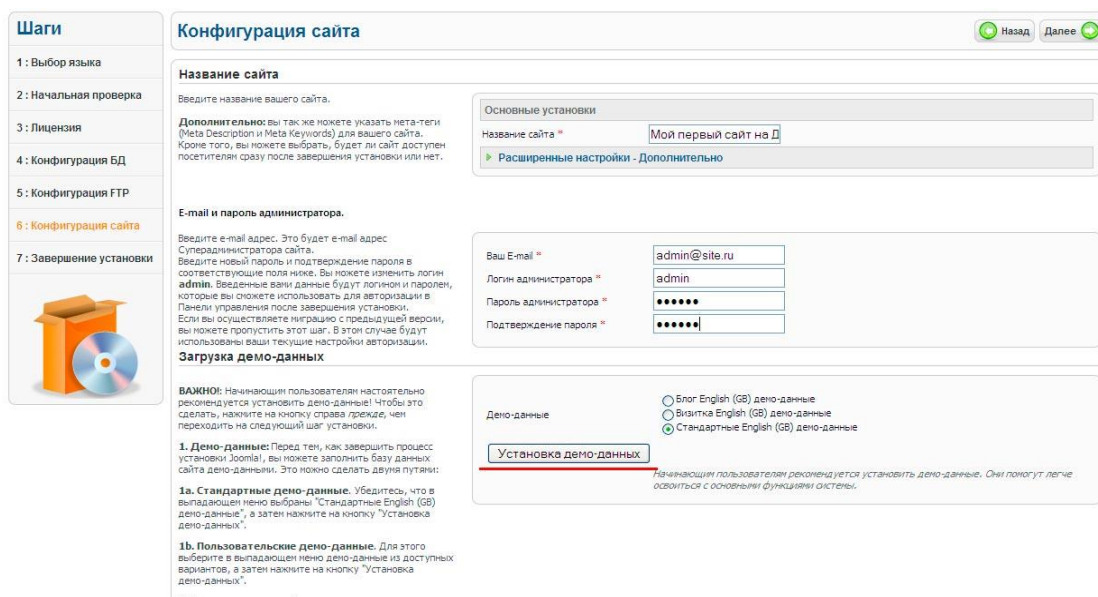 Шаги
1 : Выбор языка
2 : Начальная проверка
3 : Лицензия
4 : Конфигурация БД
5 : Конфигурация FTP
6 : Конфигурация сайта
7 : Завершение установки
Конфигурация сайта
Назад
Далее
Название сайта
Введите название вашего сайта.
Дополнительно: вы так же можете указать мета-теги
(Meta Description и Meta Keywords) для вашего сайта.
Кроме того, вы можете выбрать, будет ли сайт доступен
посетителям сразу после завершения установки или нет.
Основные установки
Название сайта *
Мой первый сайт на Д
Расширенные настройки - Дополнительно
E-mail и пароль администратора.
Введите e-mail адрес. Это будет e-mail адрес
Суперадминистратора сайта.
Введите новый пароль и подтверждение пароля в
соответствующие поля ниже. Вы можете изменить логин
admin. Введенные вами данные будут логином и паролем,
которые вы сможете использовать для авторизации в
Панели управления после завершения установки.
Если вы осуществляете миграцию с предыдущей версии,
вы можете пропустить этот шаг. В этом случае будут
использованы ваши текущие настройки авторизации.
Ваш E-mail *
admin@site.ru
Логин администратора *
admin
Пароль администратора *
••••••
Подтверждение пароля *
••••••
Загрузка демо-данных
ВАЖНО!: Начинающим пользователям настоятельно
рекомендуется установить демо-данные! Чтобы это
сделать, нажмите на кнопку справа прежде, чем
переходить на следующий шаг установки.
1. Демо-данные: Перед тем, как завершить процесс
установки Joomla!, вы можете заполнить базу данных
сайта демо-данными. Это можно сделать двумя путями:
1a. Стандартные демо-данные. Убедитесь, что в
выпадающем меню выбраны "Стандартные English (GB)
демо-данные", а затем нажмите на кнопку "Установка
демо-данных".
1b. Пользовательские демо-данные. Для этого
выберите в выпадающем меню демо-данные из доступных
вариантов, а затем нажмите на кнопку "Установка
демо-данных".
Демо-данные
Блог English (GB) демо-данные
Визитка English (GB) демо-данные
Стандартные English (GB) демо-данные
Установка демо-данных
Начинающим пользователям рекомендуется установить демо-данные. Они помогут легче
освоиться с основными функциями системы.